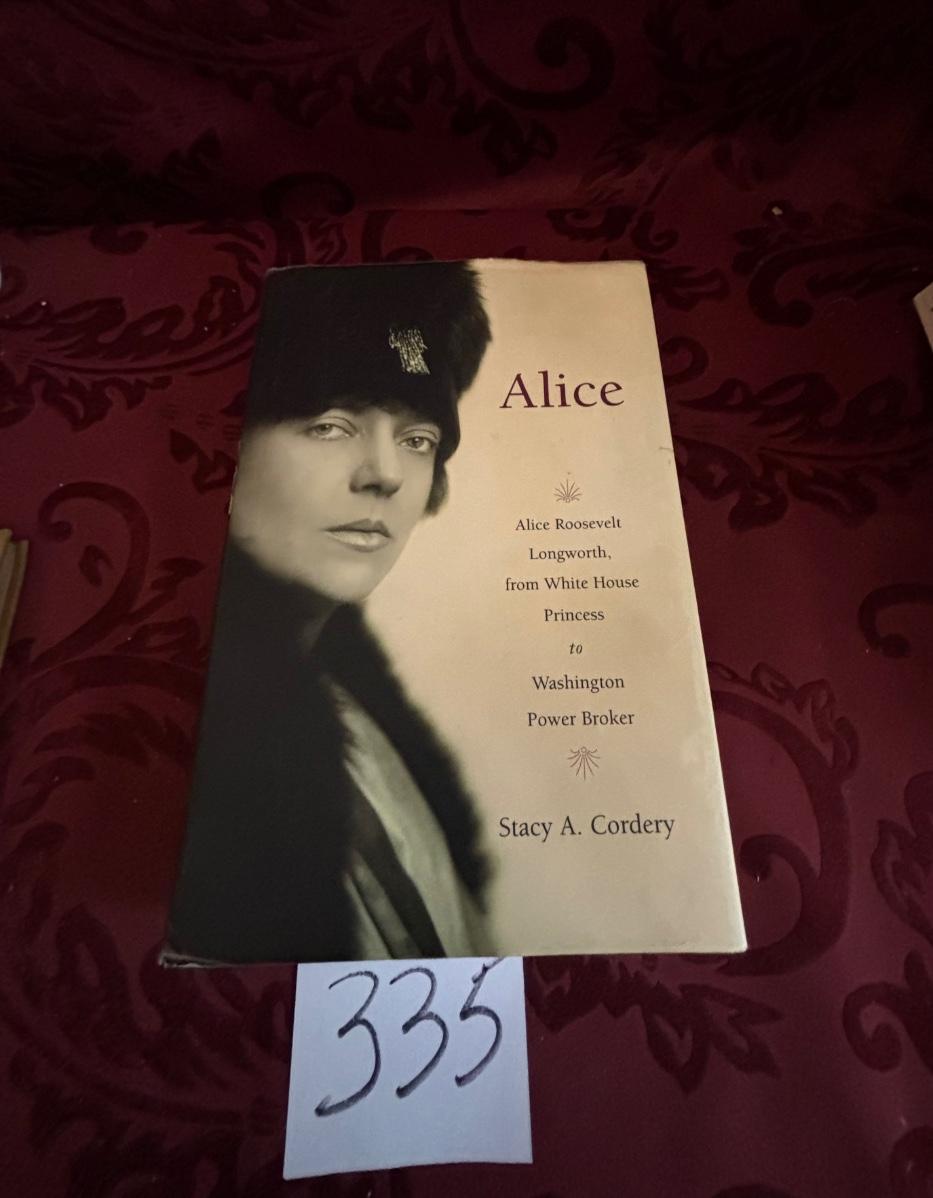 Alice
Alice Roosevelt
Longworth,
from White House
Princess
to
Washington
Power Broker
Stacy A. Cordery
335